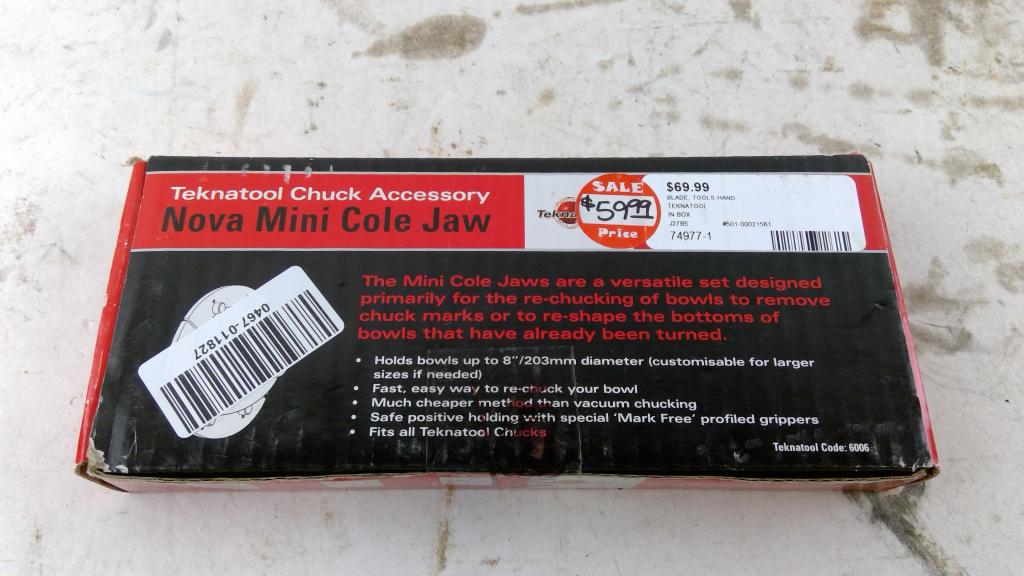 Teknatool Chuck Accessory
Nova Mini Cole Jaw
SALE
$59.99
Price
$69.99
BLADE, TOOLS-HAND
TEKNATOOL
IN BOX
J2785 #501-00021561
74977-1
0467-011827
The Mini Cole Jaws are a versatile set designed
primarily for the re-chucking of bowls to remove
chuck marks or to re-shape the bottoms of
bowls that have already been turned.
• Holds bowls up to 8"/203mm diameter (customisable for larger
sizes if needed)
• Fast, easy way to re-chuck your bowl
• Much cheaper method than vacuum chucking
• Safe positive holding with special 'Mark Free' profiled grippers
• Fits all Teknatool Chucks
Teknatool Code: 6006